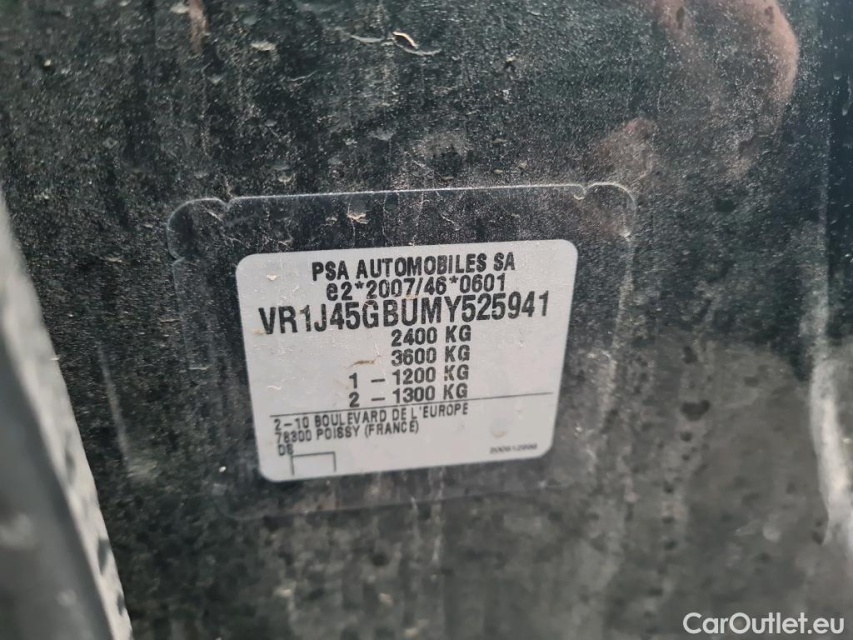 PSA AUTOMOBILES SA
e2*2007/46*0601
VR1J45GBUMY525941
2400 KG
3600 KG
1 - 1200 KG
2 - 1300 KG
2-10 BOULEVARD DE L'EUROPE
78300 POISSY (FRANCE)
CarOutlet.eu